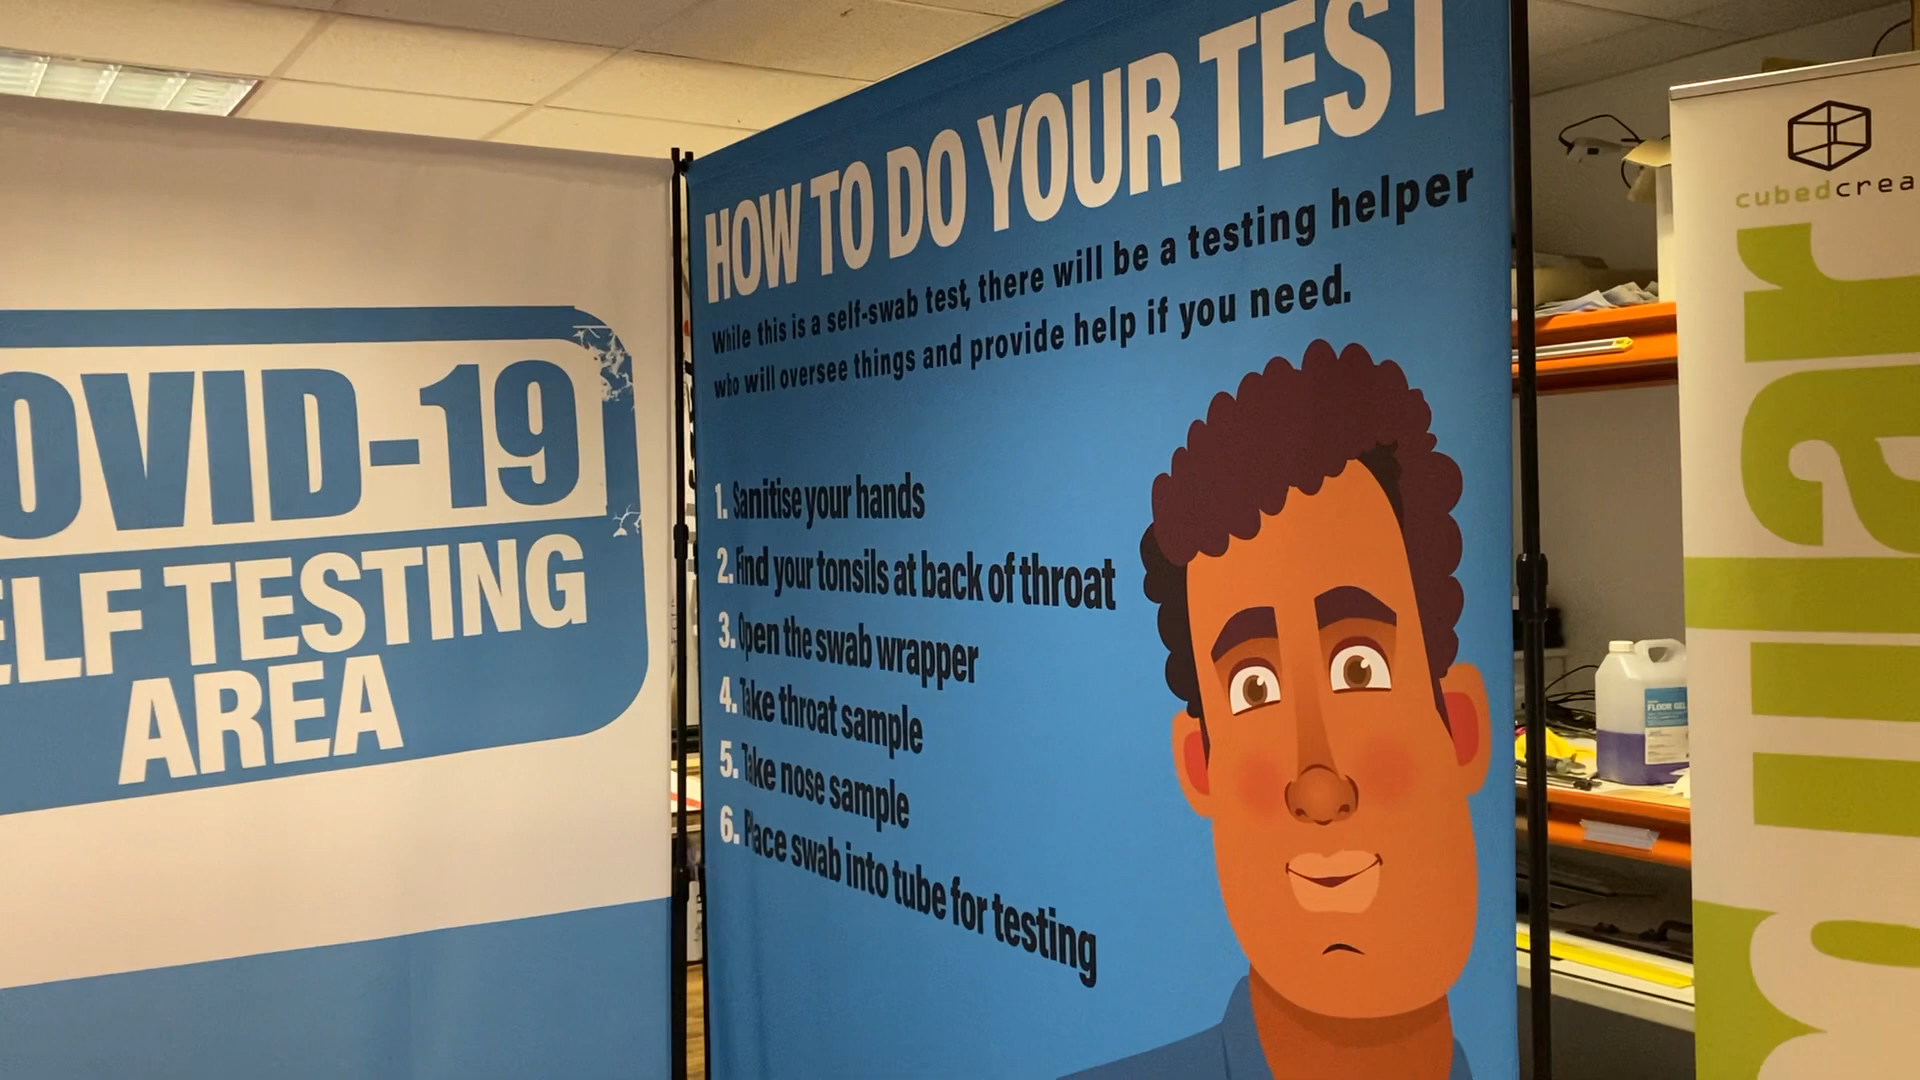 OVID-19
ELF TESTING
AREA
HOW TO DO YOUR TEST
While this is a self-swab test, there will be a testing helper
who will oversee things and provide help if you need.
1. Sanitise your hands
2. Find your tonsils at back of throat
3. Open the swab wrapper
4. Take throat sample
5. Take nose sample
6. Place swab into tube for testing
cubedcrea
FLOOR GEL